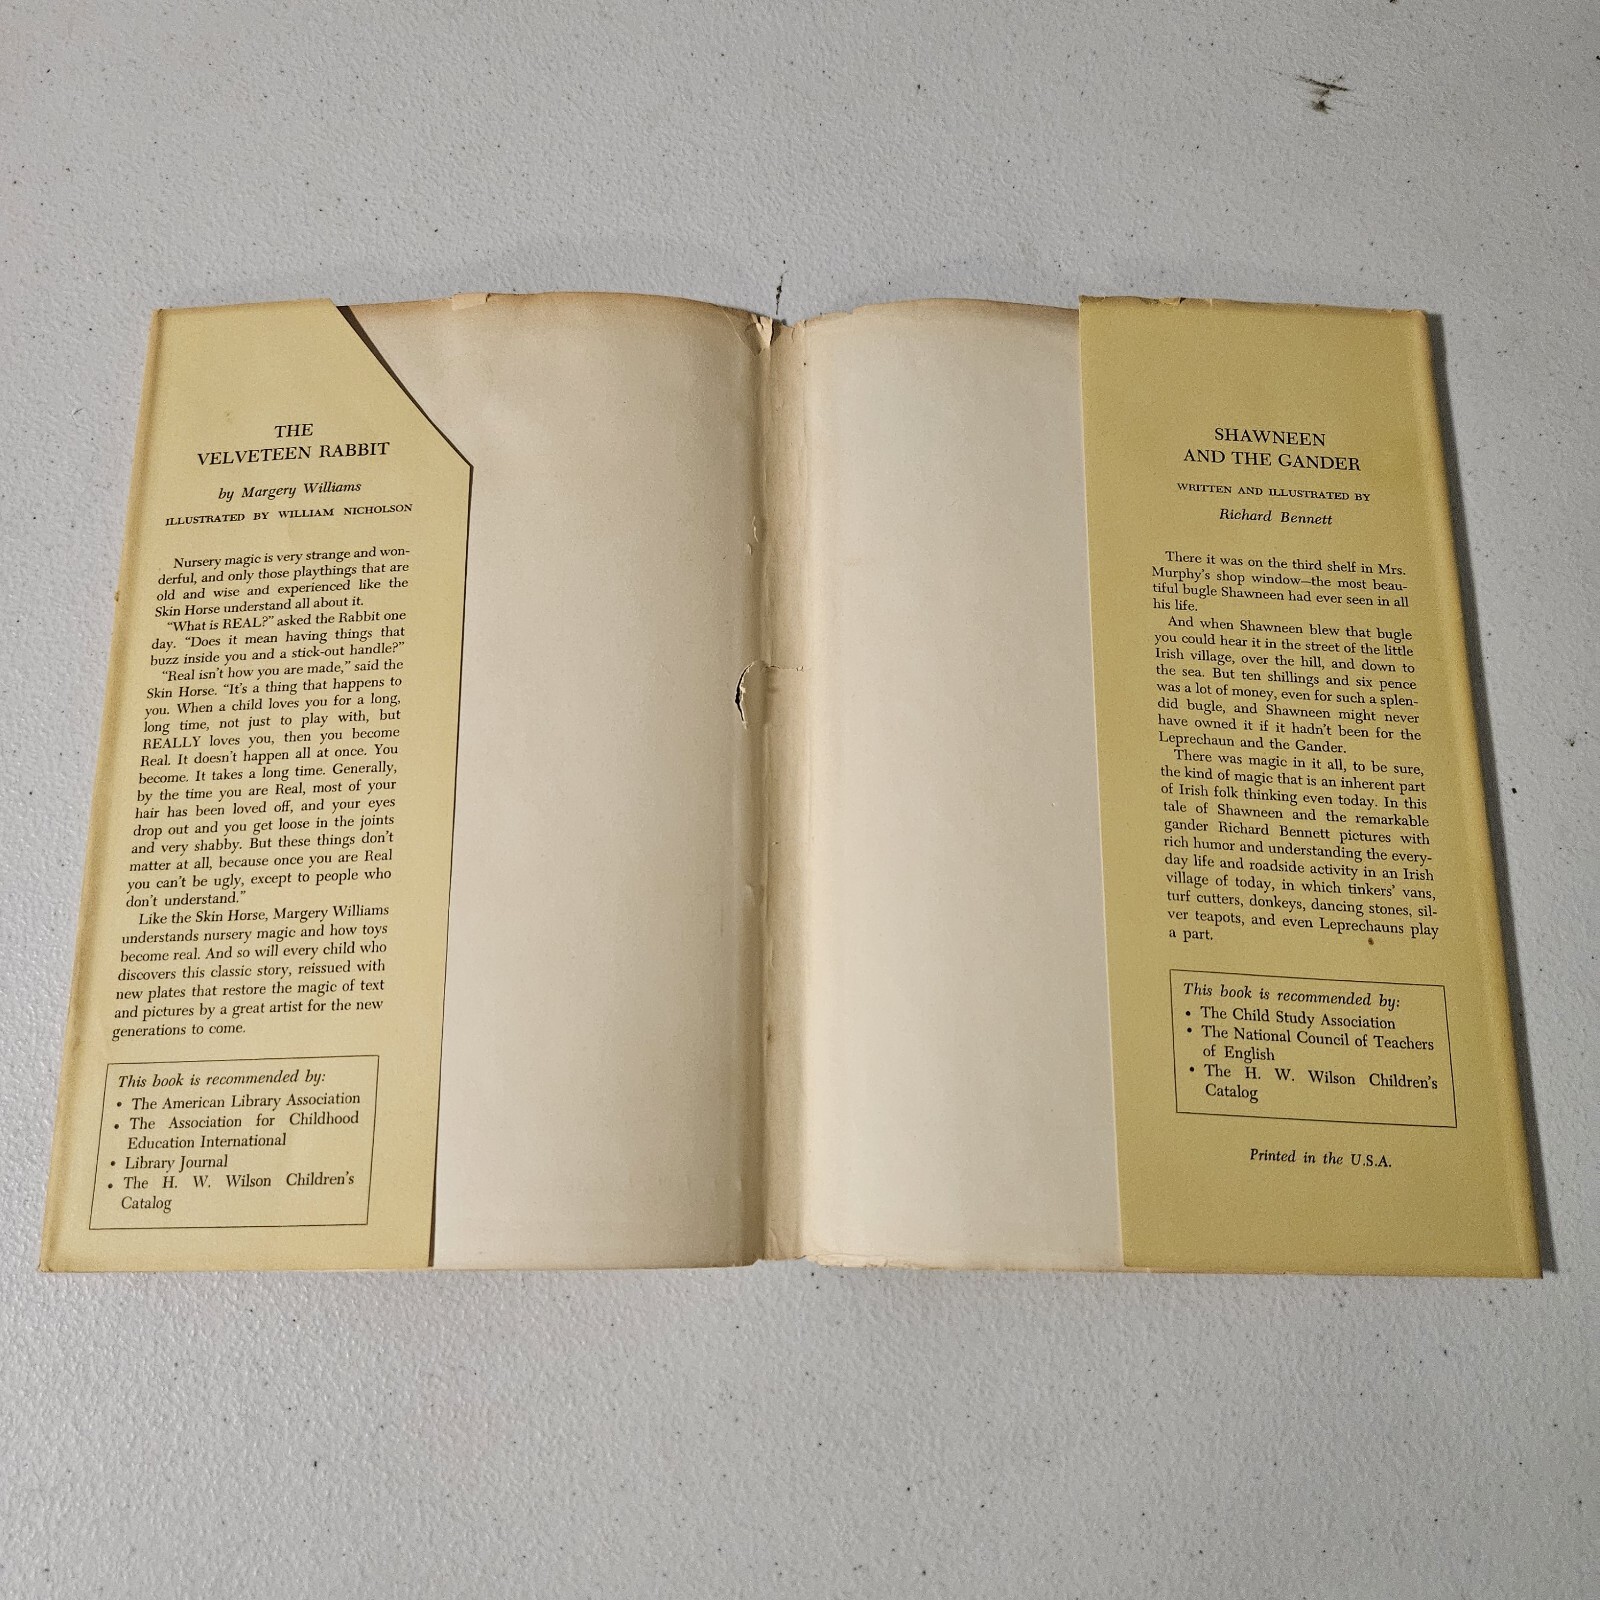 THE
VELVETEEN RABBIT
by Margery Williams
ILLUSTRATED BY WILLIAM NICHOLSON
Nursery magic is very strange and won-
derful, and only those playthings that are
old and wise and experienced like the
Skin Horse understand all about it.
"What is REAL?" asked the Rabbit one
day. "Does it mean having things that
buzz inside you and a stick-out handle?"
"Real isn't how you are made," said the
Skin Horse. "It's a thing that happens to
you. When a child loves you for a long,
long time, not just to play with, but
REALLY loves you, then you become
Real. It doesn't happen all at once. You
become. It takes a long time. Generally,
by the time you are Real, most of your
hair has been loved off, and your eyes
drop out and you get loose in the joints
and very shabby. But these things don't
matter at all, because once you are Real
you can't be ugly, except to people who
don't understand."
Like the Skin Horse, Margery Williams
understands nursery magic and how toys
become real. And so will every child who
discovers this classic story, reissued with
new plates that restore the magic of text
and pictures by a great artist for the new
generations to come.
This book is recommended by:
• The American Library Association
• The Association for Childhood
Education International
• Library Journal
• The H. W. Wilson Children's
Catalog
SHAWNEEN
AND THE GANDER
WRITTEN AND ILLUSTRATED BY
Richard Bennett
There it was on the third shelf in Mrs.
Murphy's shop window—the most beau-
tiful bugle Shawneen had ever seen in all
his life.
And when Shawneen blew that bugle
you could hear it in the street of the little
Irish village, over the hill, and down to
the sea. But ten shillings and six pence
was a lot of money, even for such a splen-
did bugle, and Shawneen might never
have owned it if it hadn't been for the
Leprechaun and the Gander.
There was magic in it all, to be sure,
the kind of magic that is an inherent part
of Irish folk thinking even today. In this
tale of Shawneen and the remarkable
gander Richard Bennett pictures with
rich humor and understanding the every-
day life and roadside activity in an Irish
village of today, in which tinkers' vans,
turf cutters, donkeys, dancing stones, sil-
ver teapots, and even Leprechauns play
a part.
This book is recommended by:
• The Child Study Association
• The National Council of Teachers
of English
• The H. W. Wilson Children's
Catalog
Printed in the U.S.A.